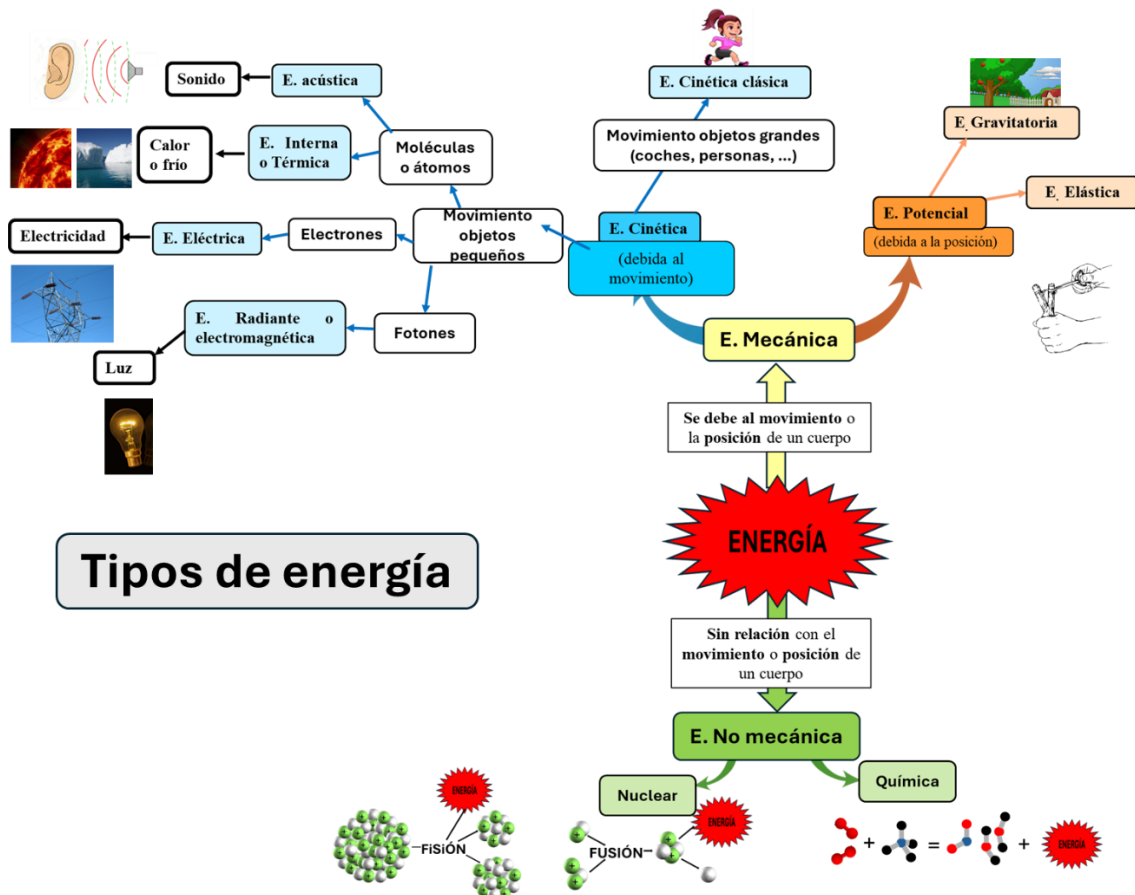 Sonido
E. acústica
E. Cinética clásica
E. Gravitatoria
Calor
o frío
E. Interna
o Térmica
Moléculas
o átomos
Movimiento objetos grandes
(coches, personas, ...)
E. Elástica
Electricidad
E. Eléctrica
Electrones
Movimiento
objetos
pequeños
E. Cinética
(debida al
movimiento)
E. Potencial
(debida a la posición)
E. Radiante o
electromagnética
Fotones
Luz
E. Mecánica
Se debe al movimiento o
la posición de un cuerpo
ENERGÍA
Tipos de energía
Sin relación con el
movimiento o posición de
un cuerpo
E. No mecánica
Nuclear
Química
ENERGÍA
FiSiÓN
+
+
+
+
+
+
+
+
+
+
+
+
ENERGÍA
FUSIÓN
+
+
+
+
+ = +
ENERGÍA